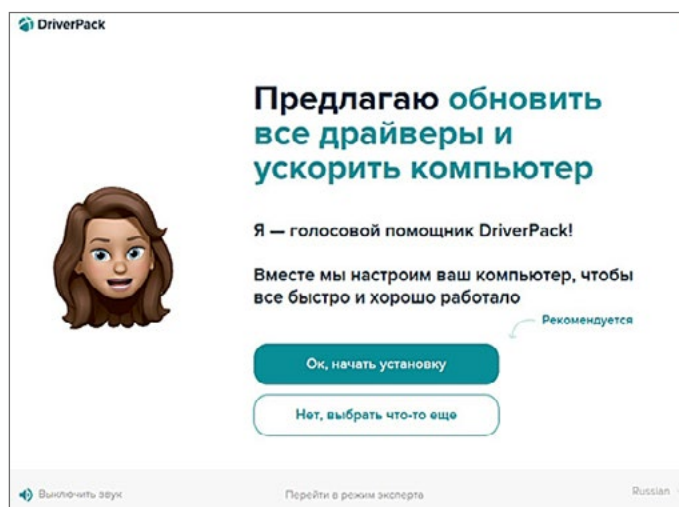 DriverPack
Предлагаю обновить
все драйверы и
ускорить компьютер
Я — голосовой помощник DriverPack!
Вместе мы настроим ваш компьютер, чтобы
все быстро и хорошо работало
Рекомендуется
Ок, начать установку
Нет, выбрать что-то еще
Выключить звук
Перейти в режим эксперта
Russian